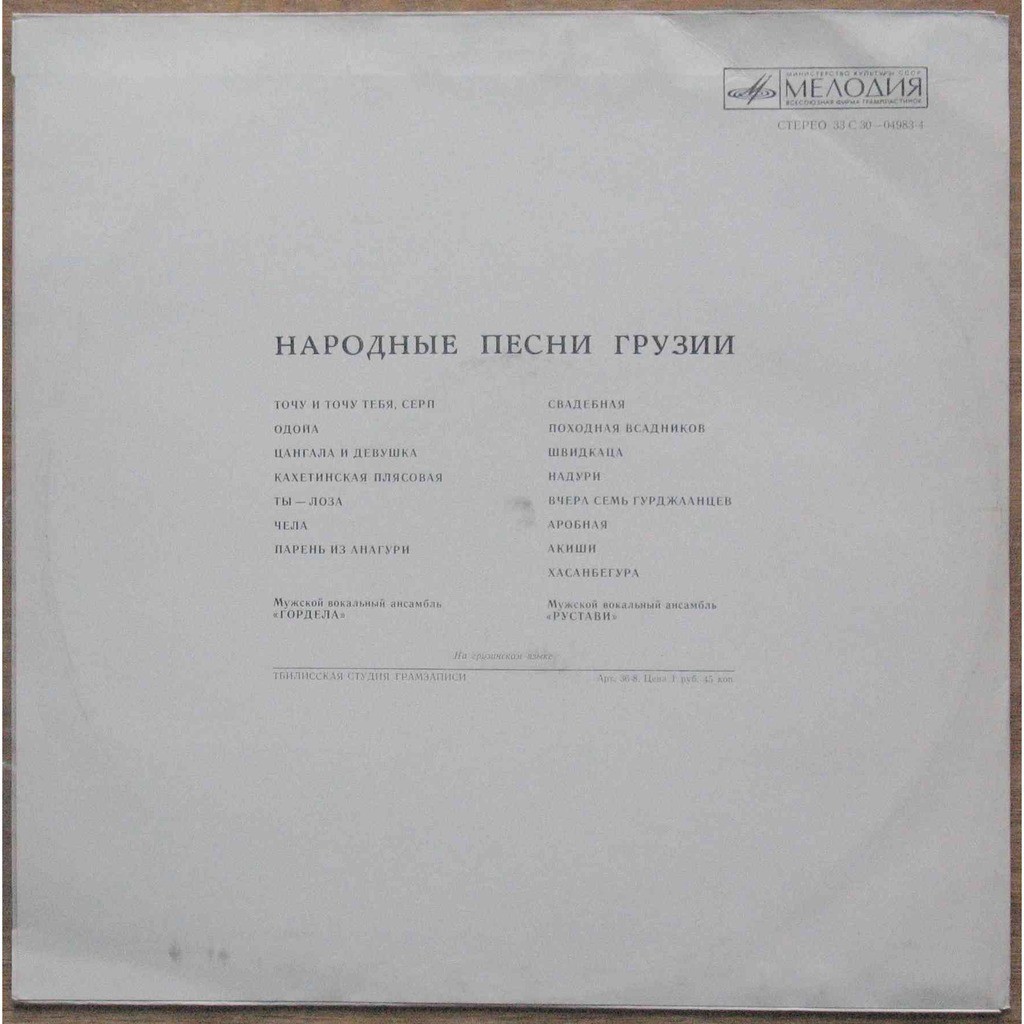 МИНИСТЕРСТВО КУЛЬТУРЫ СССР
МЕЛОДИЯ
ВСЕСОЮЗНАЯ ФИРМА ГРАМПЛАСТИНОК
СТЕРЕО 33 С 30—04983-4
НАРОДНЫЕ ПЕСНИ ГРУЗИИ
ТОЧУ И ТОЧУ ТЕБЯ, СЕРП
ОДОЙА
ЦАНГАЛА И ДЕВУШКА
КАХЕТИНСКАЯ ПЛЯСОВАЯ
ТЫ — ЛОЗА
ЧЕЛА
ПАРЕНЬ ИЗ АНАГУРИ
Мужской вокальный ансамбль
«ГОРДЕЛА»
СВАДЕБНАЯ
ПОХОДНАЯ ВСАДНИКОВ
ШВИДКАЦА
НАДУРИ
ВЧЕРА СЕМЬ ГУРДЖААНЦЕВ
АРОБНАЯ
АКИШИ
ХАСАНБЕГУРА
Мужской вокальный ансамбль
«РУСТАВИ»
На грузинском языке
ТБИЛИССКАЯ СТУДИЯ ГРАМЗАПИСИ
Арт. 36-8. Цена 1 руб. 45 коп.